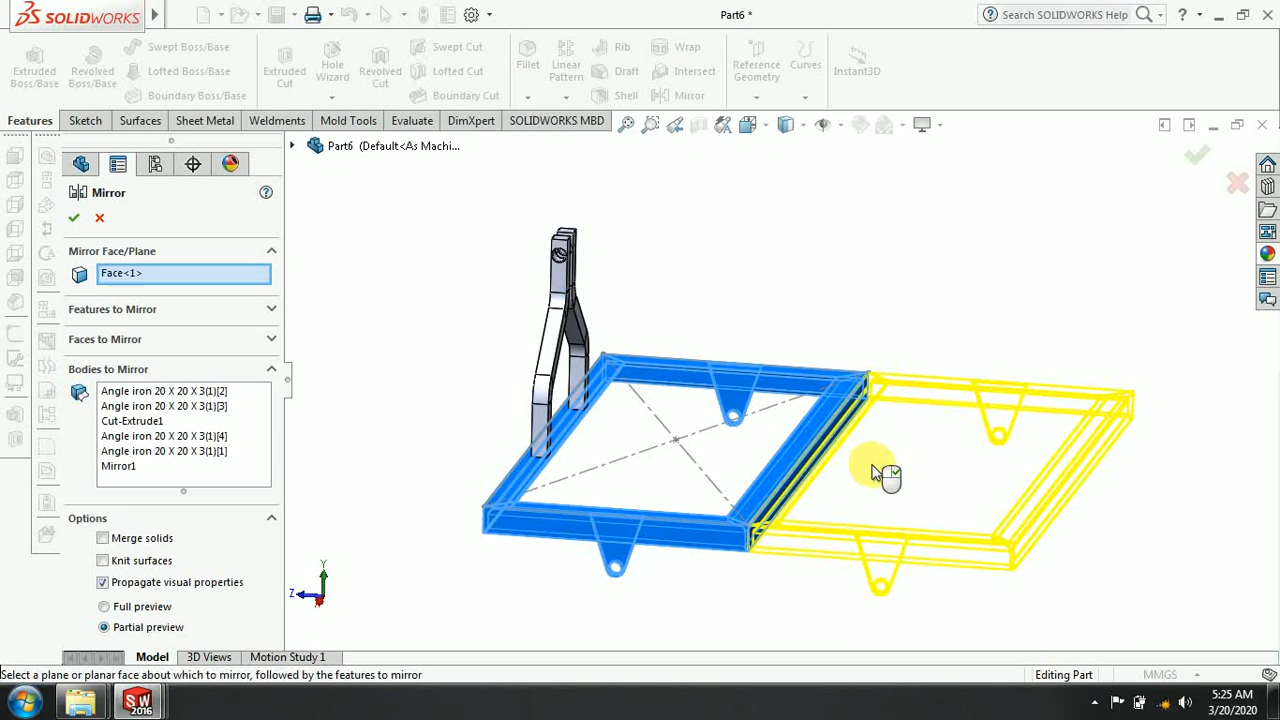 SOLIDWORKS
Part6 *
Search SOLIDWORKS Help
?
Extruded Boss/Base
Revolved Boss/Base
Swept Boss/Base
Lofted Boss/Base
Boundary Boss/Base
Extruded Cut
Hole Wizard
Revolved Cut
Swept Cut
Lofted Cut
Boundary Cut
Fillet
Linear Pattern
Rib
Draft
Shell
Wrap
Intersect
Mirror
Reference Geometry
Curves
Instant3D
Features
Sketch
Surfaces
Sheet Metal
Weldments
Mold Tools
Evaluate
DimXpert
SOLIDWORKS MBD
Part6 (Default<As Machi...
Mirror
?
Mirror Face/Plane
Face<1>
Features to Mirror
Faces to Mirror
Bodies to Mirror
Angle iron 20 X 20 X 3(1)[2]
Angle iron 20 X 20 X 3(1)[3]
Cut-Extrude1
Angle iron 20 X 20 X 3(1)[4]
Angle iron 20 X 20 X 3(1)[1]
Mirror1
Options
Merge solids
Knit surfaces
Propagate visual properties
Full preview
Partial preview
Y
Z
Model
3D Views
Motion Study 1
Select a plane or planar face about which to mirror, followed by the features to mirror
Editing Part
MMGS
SW
2016
5:25 AM
3/20/2020